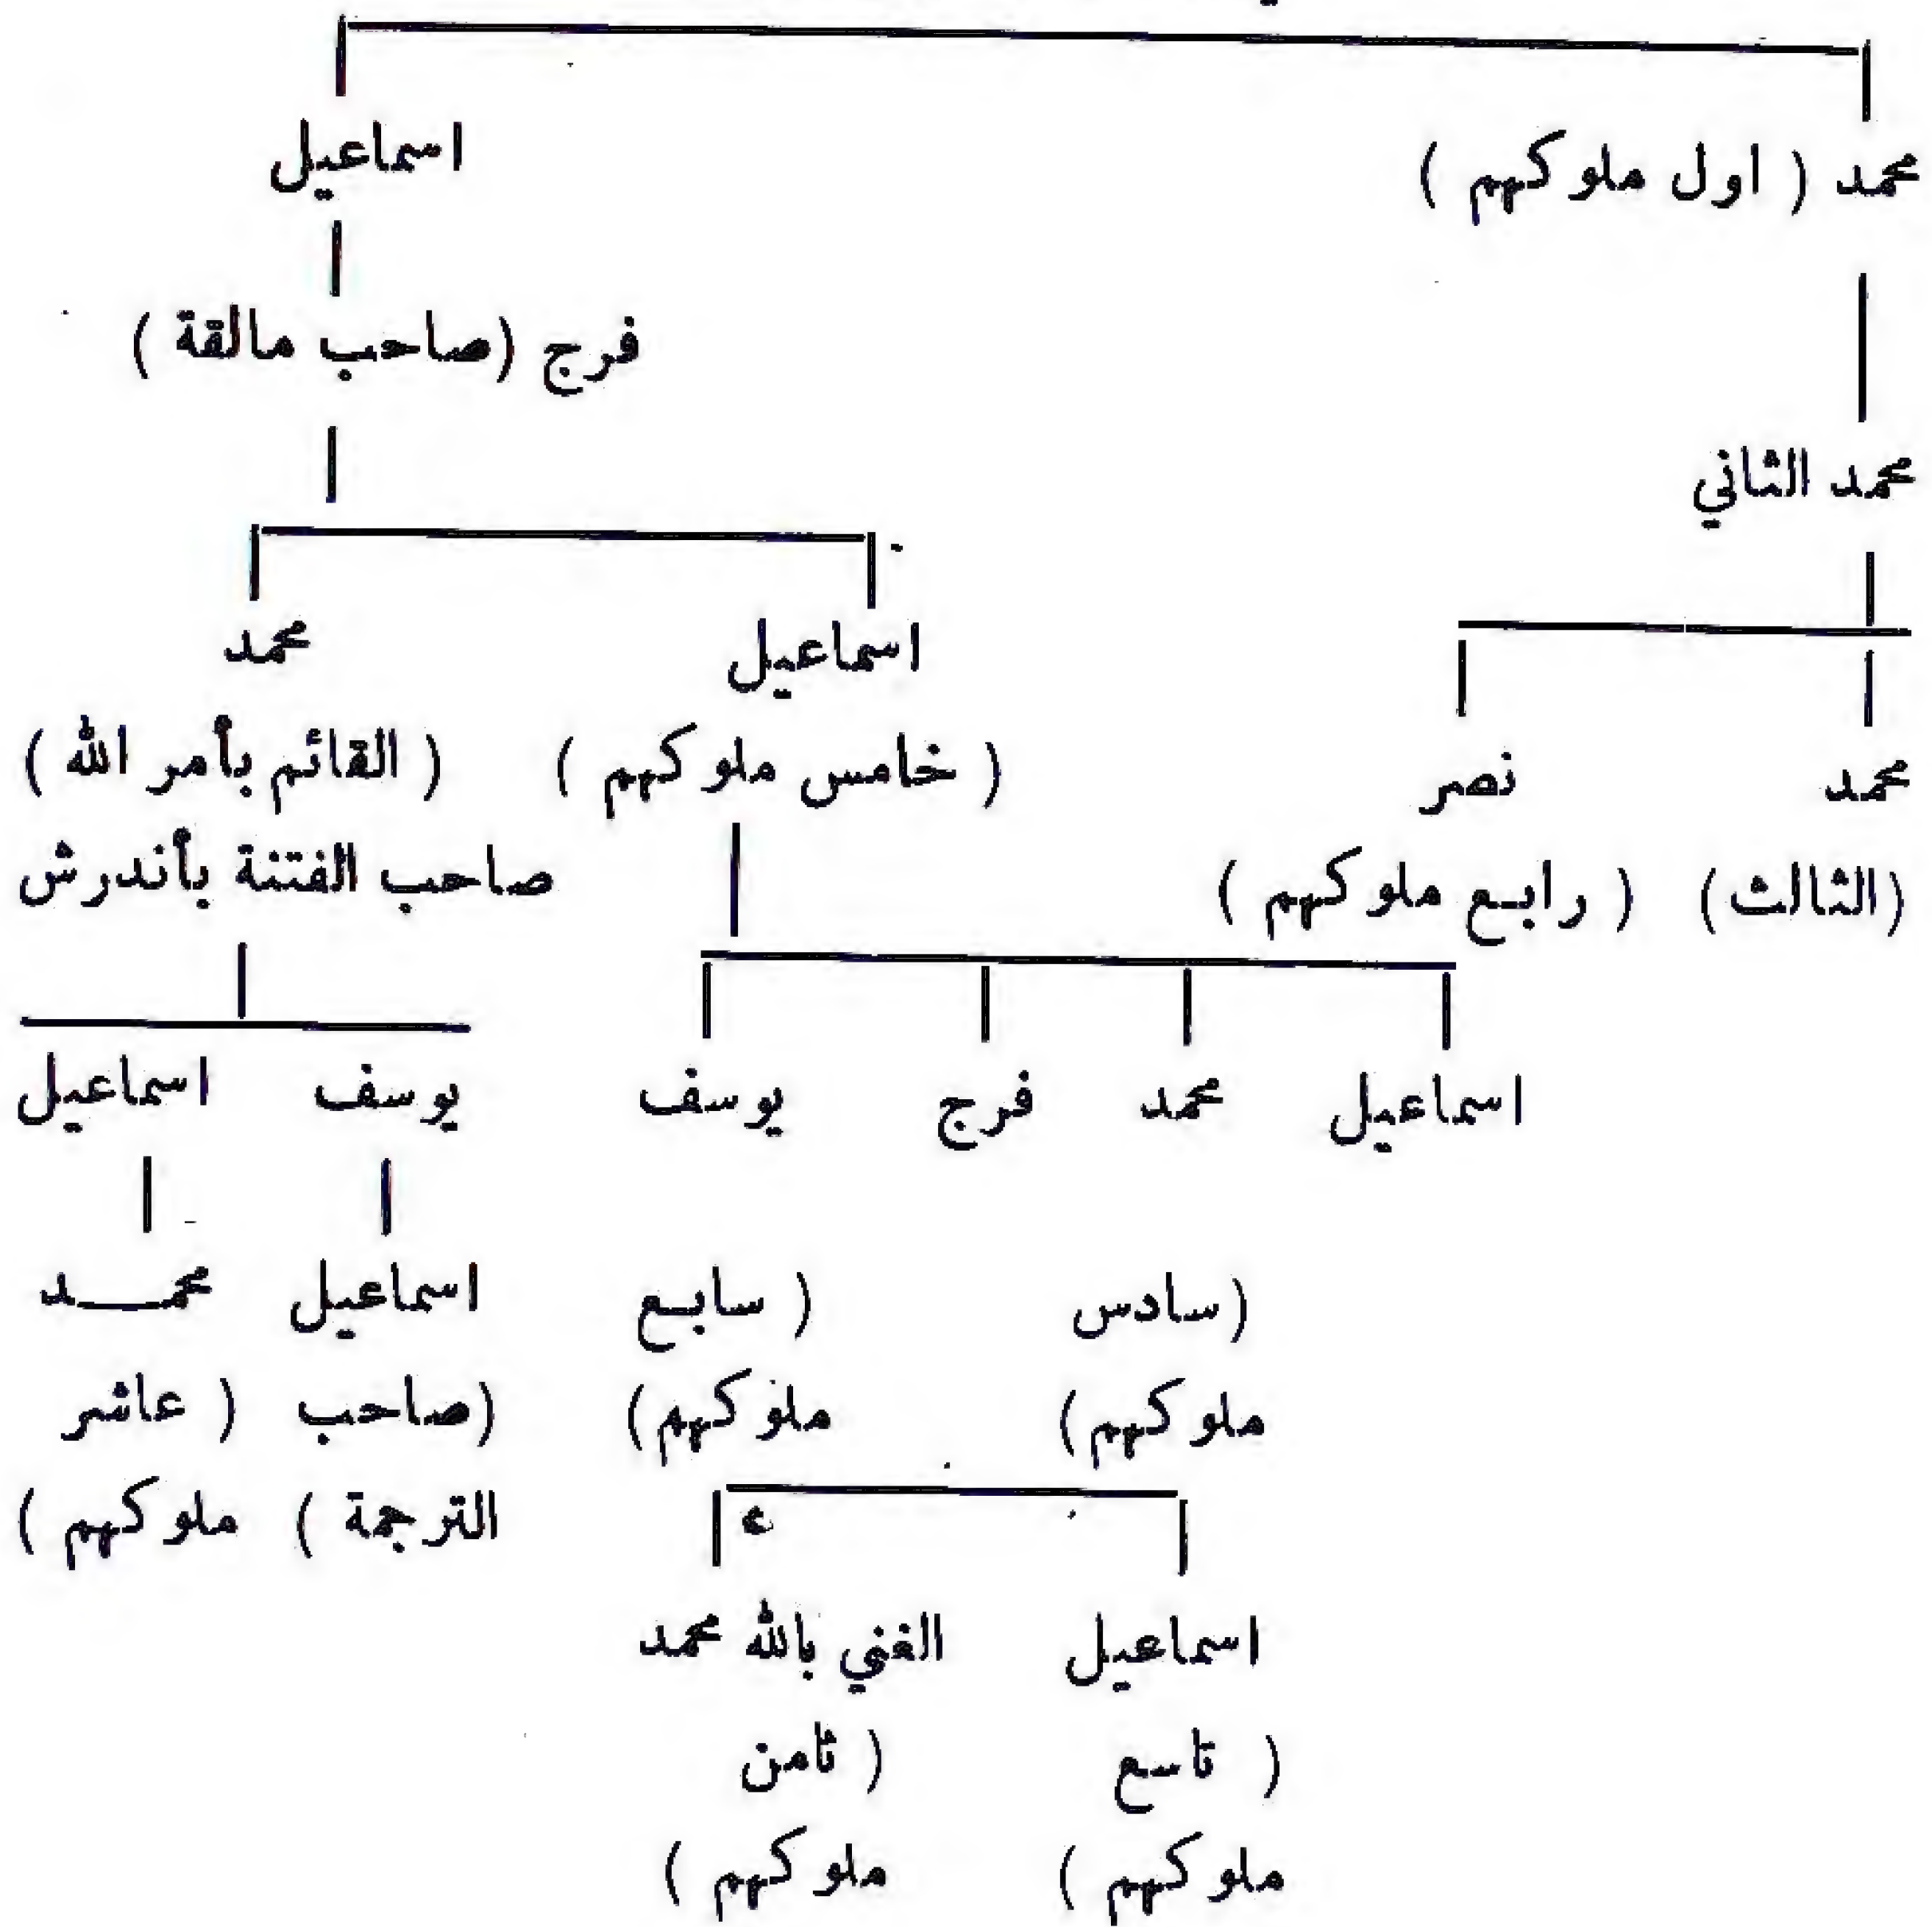 محمد ( اول ملوكهم )
اسماعيل
فرج (صاحب مالقة )
محمد الثاني
اسماعيل
محمد
محمد
نصر
( خامس ملوكهم )
( القائم بأمر الله )
(الثالث)
( رابع ملوكهم )
صاحب الفتنة بأندرش
اسماعيل
محمد
فرج
يوسف
يوسف
اسماعيل
(سادس
( سابع
اسماعيل
محمد
ملوكهم)
ملوكهم)
(صاحب
( عاشر
الترجمة )
ملوكهم )
اسماعيل
الغني بالله محمد
( تاسع
( ثامن
ملوكهم )
ملوكهم )